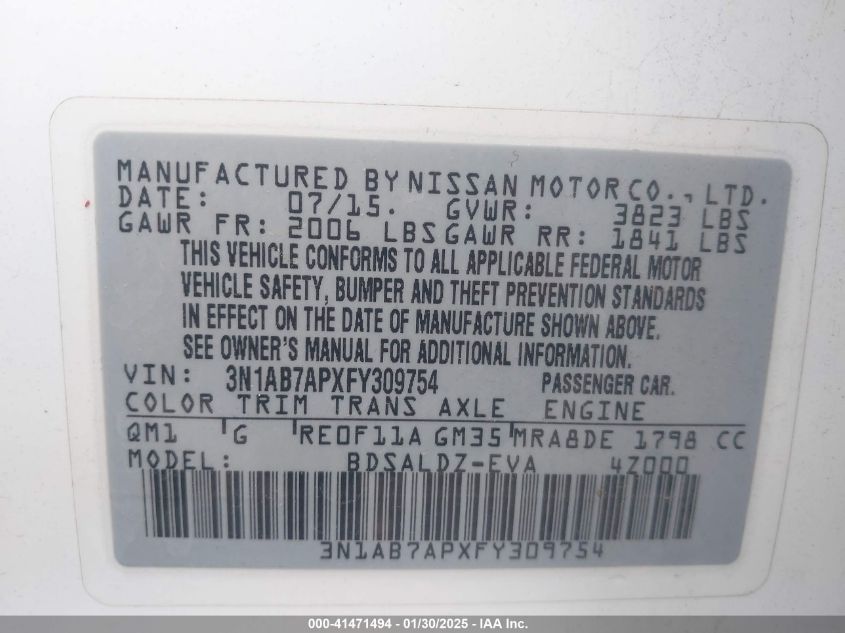 MANUFACTURED BY NISSAN MOTOR CO., LTD.
DATE: 07/15. GVWR: 3823 LBS
GAWR FR: 2006 LBS GAWR RR: 1841 LBS
THIS VEHICLE CONFORMS TO ALL APPLICABLE FEDERAL MOTOR
VEHICLE SAFETY, BUMPER AND THEFT PREVENTION STANDARDS
IN EFFECT ON THE DATE OF MANUFACTURE SHOWN ABOVE.
SEE OWNER'S MANUAL FOR ADDITIONAL INFORMATION.
VIN: 3N1AB7APXFY309754 PASSENGER CAR.
COLOR TRIM TRANS AXLE ENGINE
QM1 G RE0F11A GM35 MRA8DE 1798 CC
MODEL: BDSALDZ-EVA 4Z000
3N1AB7APXFY309754
000-41471494 - 01/30/2025 - IAA Inc.